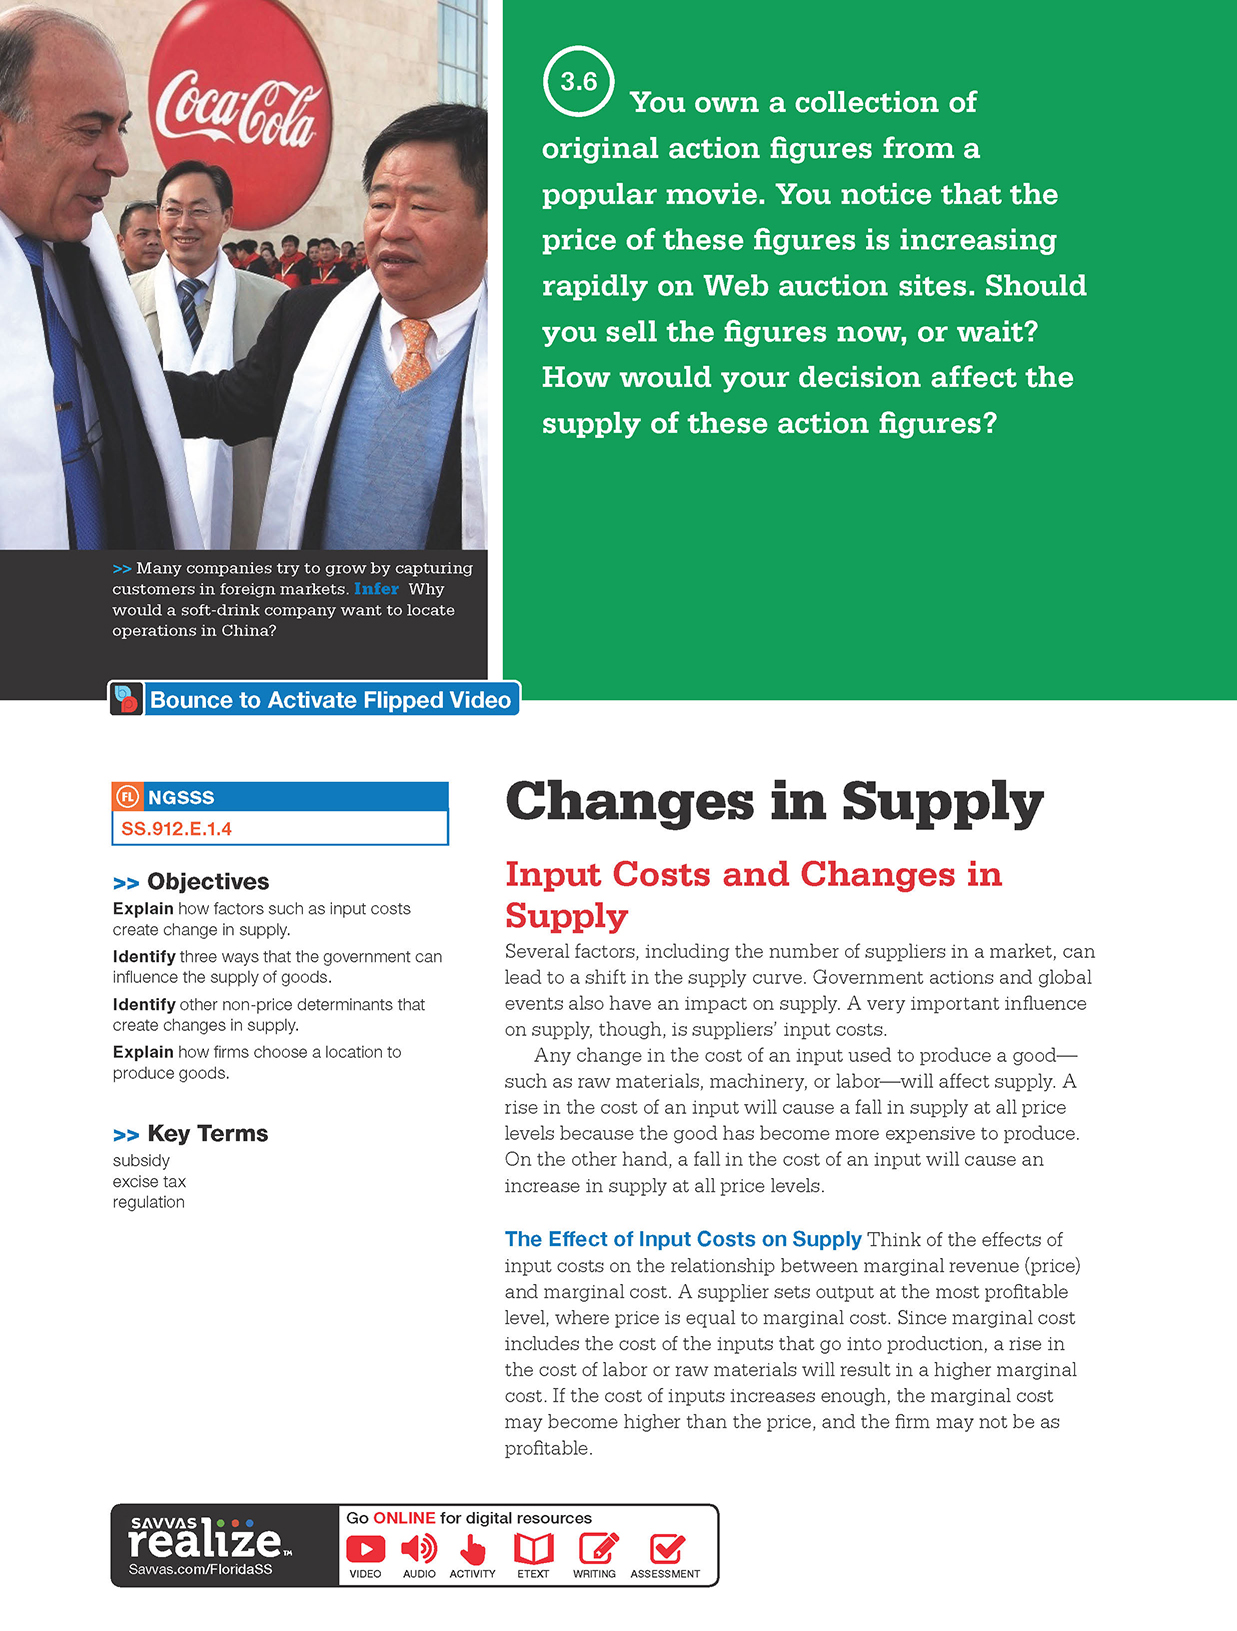 Coca-Cola
3.6
You own a collection of
original action figures from a
popular movie. You notice that the
price of these figures is increasing
rapidly on Web auction sites. Should
you sell the figures now, or wait?
How would your decision affect the
supply of these action figures?
>> Many companies try to grow by capturing
customers in foreign markets. Infer Why
would a soft-drink company want to locate
operations in China?
Bounce to Activate Flipped Video
FL NGSSS
SS.912.E.1.4
>> Objectives
Explain how factors such as input costs
create change in supply.
Identify three ways that the government can
influence the supply of goods.
Identify other non-price determinants that
create changes in supply.
Explain how firms choose a location to
produce goods.
>> Key Terms
subsidy
excise tax
regulation
Changes in Supply
Input Costs and Changes in
Supply
Several factors, including the number of suppliers in a market, can
lead to a shift in the supply curve. Government actions and global
events also have an impact on supply. A very important influence
on supply, though, is suppliers’ input costs.
Any change in the cost of an input used to produce a good—
such as raw materials, machinery, or labor—will affect supply. A
rise in the cost of an input will cause a fall in supply at all price
levels because the good has become more expensive to produce.
On the other hand, a fall in the cost of an input will cause an
increase in supply at all price levels.
The Effect of Input Costs on Supply Think of the effects of
input costs on the relationship between marginal revenue (price)
and marginal cost. A supplier sets output at the most profitable
level, where price is equal to marginal cost. Since marginal cost
includes the cost of the inputs that go into production, a rise in
the cost of labor or raw materials will result in a higher marginal
cost. If the cost of inputs increases enough, the marginal cost
may become higher than the price, and the firm may not be as
profitable.
SAVVAS
realize™
Savvas.com/FloridaSS
Go ONLINE for digital resources
VIDEO AUDIO ACTIVITY ETEXT WRITING ASSESSMENT